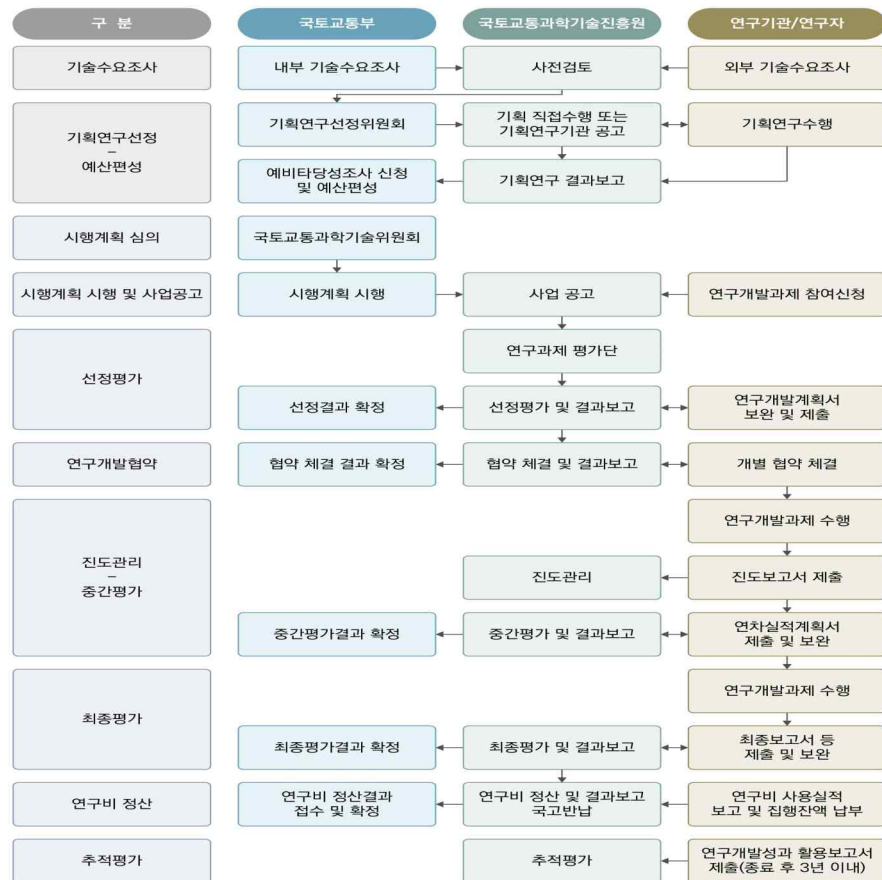 구 분
국토교통부
국토교통과학기술진흥원
연구기관/연구자
기술수요조사
내부 기술수요조사
사전검토
외부 기술수요조사
기획연구선정
–
예산편성
기획연구선정위원회
기획 직접수행 또는
기획연구기관 공고
기획연구수행
예비타당성조사 신청
및 예산편성
기획연구 결과보고
시행계획 심의
국토교통과학기술위원회
시행계획 시행 및 사업공고
시행계획 시행
사업 공고
연구개발과제 참여신청
선정평가
연구과제 평가단
선정결과 확정
선정평가 및 결과보고
연구개발계획서
보완 및 제출
연구개발협약
협약 체결 결과 확정
협약 체결 및 결과보고
개별 협약 체결
진도관리
–
중간평가
연구개발과제 수행
진도관리
진도보고서 제출
중간평가결과 확정
중간평가 및 결과보고
연차실적계획서
제출 및 보완
최종평가
연구개발과제 수행
최종평가결과 확정
최종평가 및 결과보고
최종보고서 등
제출 및 보완
연구비 정산
연구비 정산결과
접수 및 확정
연구비 정산 및 결과보고
국고반납
연구비 사용실적
보고 및 집행잔액 납부
추적평가
추적평가
연구개발성과 활용보고서
제출(종료 후 3년 이내)